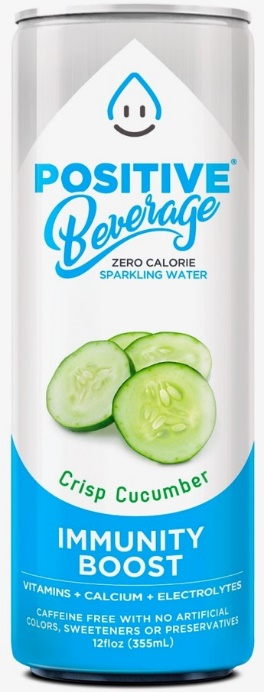 POSITIVE®
Beverage
ZERO CALORIE
SPARKLING WATER
Crisp Cucumber
IMMUNITY
BOOST
VITAMINS + CALCIUM + ELECTROLYTES
CAFFEINE FREE WITH NO ARTIFICIAL
COLORS, SWEETENERS OR PRESERVATIVES
12floz (355mL)